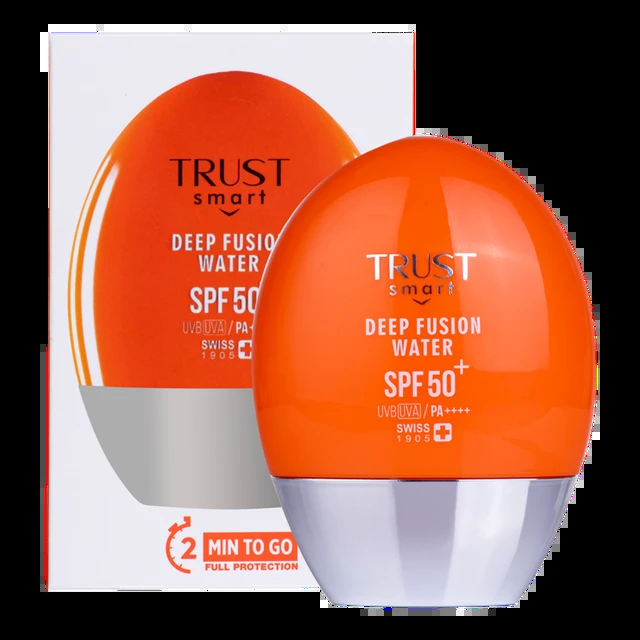 TRUST
smart
DEEP FUSIO
WATER
SPF 50
UVB UVA / PA+
SWISS
1905
2 MIN TO GO
FULL PROTECTION
TRUST
smart
DEEP FUSION
WATER
SPF 50+
UVB UVA / PA++++
SWISS
1905